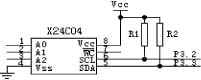 Vcc
X24C04
R1 R2
1 A0 Vcc 8
2 A1 WC 7
3 A2 SCL 6 P3.2
4 Vss SDA 5 P3.3